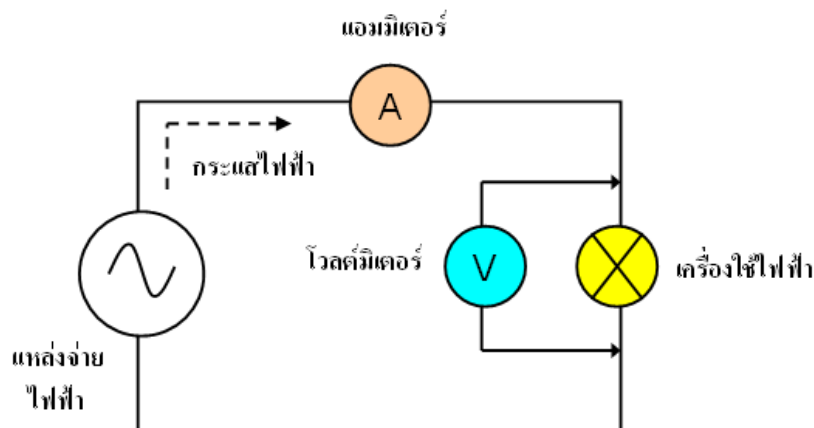 แอมมิเตอร์
A
กระแสไฟฟ้า
โวลต์มิเตอร์
V
เครื่องใช้ไฟฟ้า
แหล่งจ่าย
ไฟฟ้า